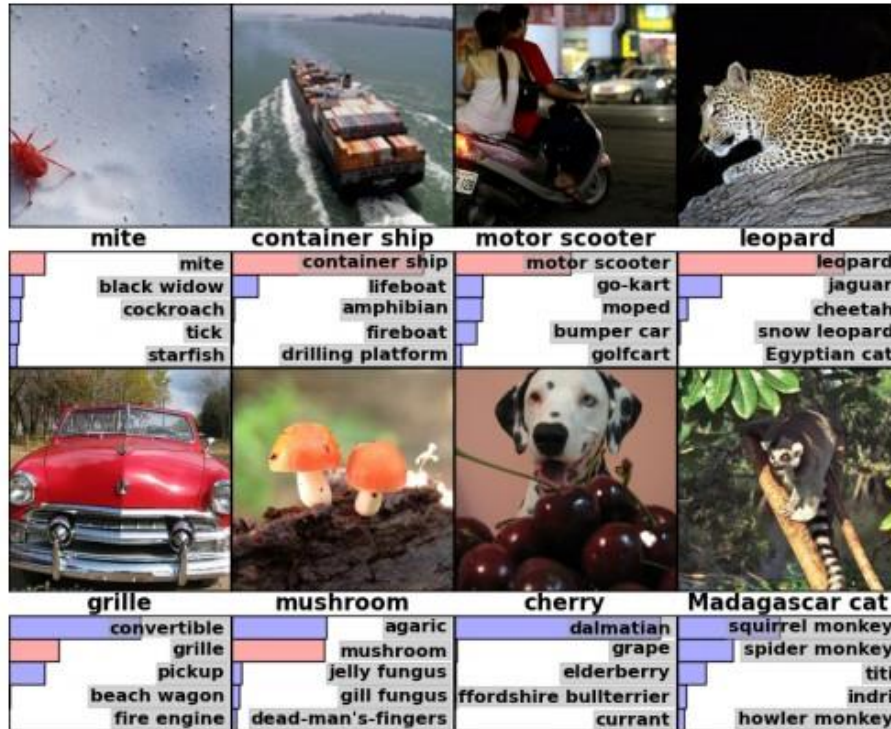 mite
container ship
motor scooter
leopard
mite
black widow
cockroach
tick
starfish
container ship
lifeboat
amphibian
fireboat
drilling platform
motor scooter
go-kart
moped
bumper car
golfcart
leopard
jaguar
cheetah
snow leopard
Egyptian cat
grille
mushroom
cherry
Madagascar cat
convertible
grille
pickup
beach wagon
fire engine
agaric
mushroom
jelly fungus
gill fungus
dead-man's-fingers
dalmatian
grape
elderberry
ffordshire bullterrier
currant
squirrel monkey
spider monkey
titi
indri
howler monkey